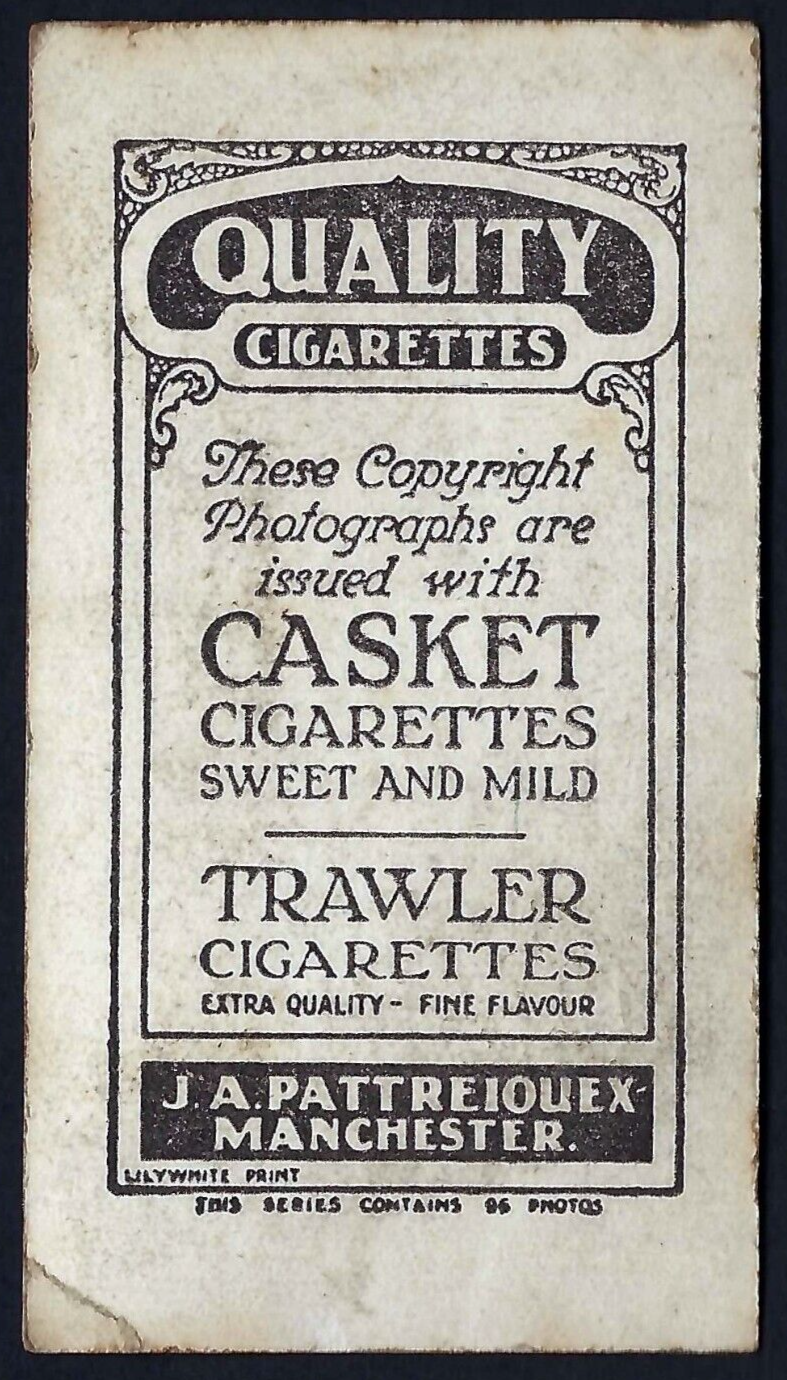 QUALITY
CIGARETTES
These Copyright
Photographs are
issued with
CASKET
CIGARETTES
SWEET AND MILD
TRAWLER
CIGARETTES
EXTRA QUALITY - FINE FLAVOUR
J. A. PATTREIOUEX
MANCHESTER.
LILYWHITE PRINT
THIS SERIES CONTAINS 96 PHOTOS